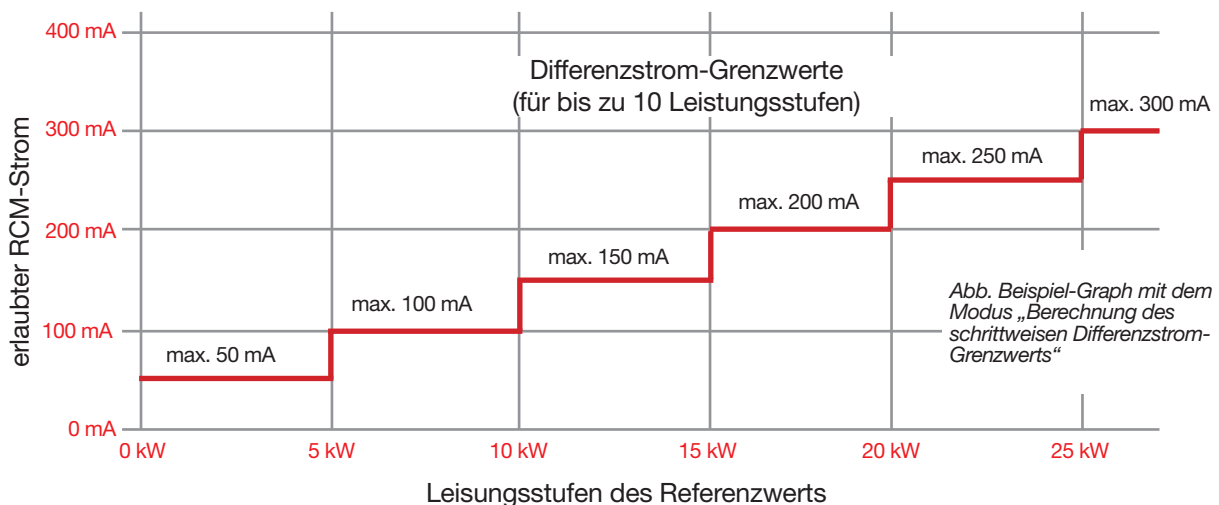 400 mA
Differenzstrom-Grenzwerte
(für bis zu 10 Leistungsstufen)
max. 300 mA
300 mA
max. 250 mA
max. 200 mA
200 mA
max. 150 mA
max. 100 mA
100 mA
max. 50 mA
0 mA
erlaubter RCM-Strom
Abb. Beispiel-Graph mit dem
Modus „Berechnung des
schrittweisen Differenzstrom-
Grenzwerts“
0 kW
5 kW
10 kW
15 kW
20 kW
25 kW
Leisungsstufen des Referenzwerts